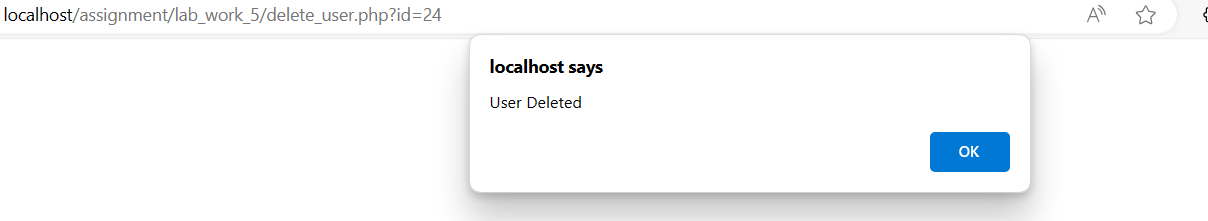 localhost/assignment/lab_work_5/delete_user.php?id=24
localhost says
User Deleted
OK